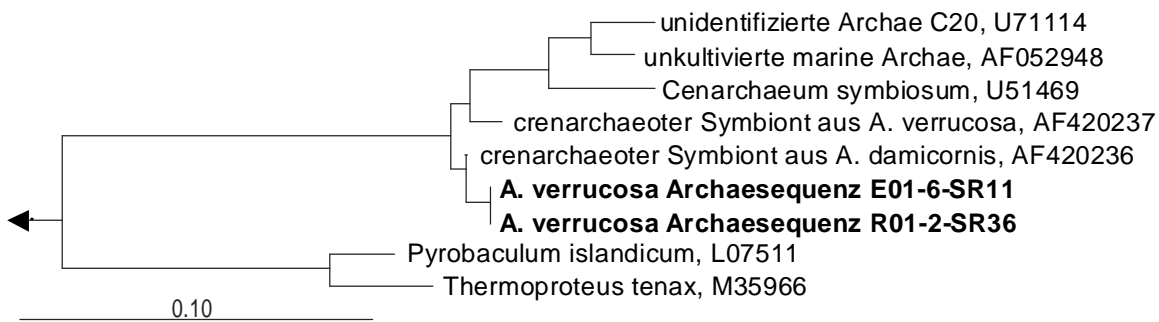 unidentifizierte Archae C20, U71114
unkultivierte marine Archae, AF052948
Cenarchaeum symbiosum, U51469
crenarchaeoter Symbiont aus A. verrucosa, AF420237
crenarchaeoter Symbiont aus A. damicornis, AF420236
A. verrucosa Archaesequenz E01-6-SR11
A. verrucosa Archaesequenz R01-2-SR36
Pyrobaculum islandicum, L07511
Thermoproteus tenax, M35966
0.10